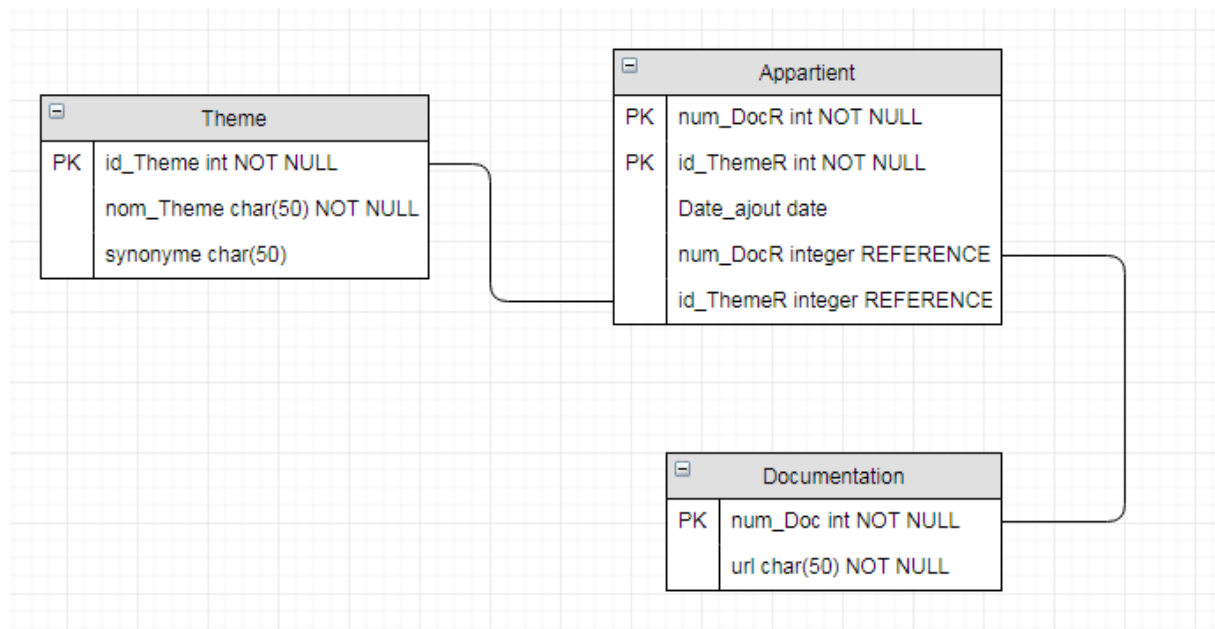 Theme
PK id_Theme int NOT NULL
nom_Theme char(50) NOT NULL
synonyme char(50)
Appartient
PK num_DocR int NOT NULL
PK id_ThemeR int NOT NULL
Date_ajout date
num_DocR integer REFERENCE
id_ThemeR integer REFERENCE
Documentation
PK num_Doc int NOT NULL
url char(50) NOT NULL